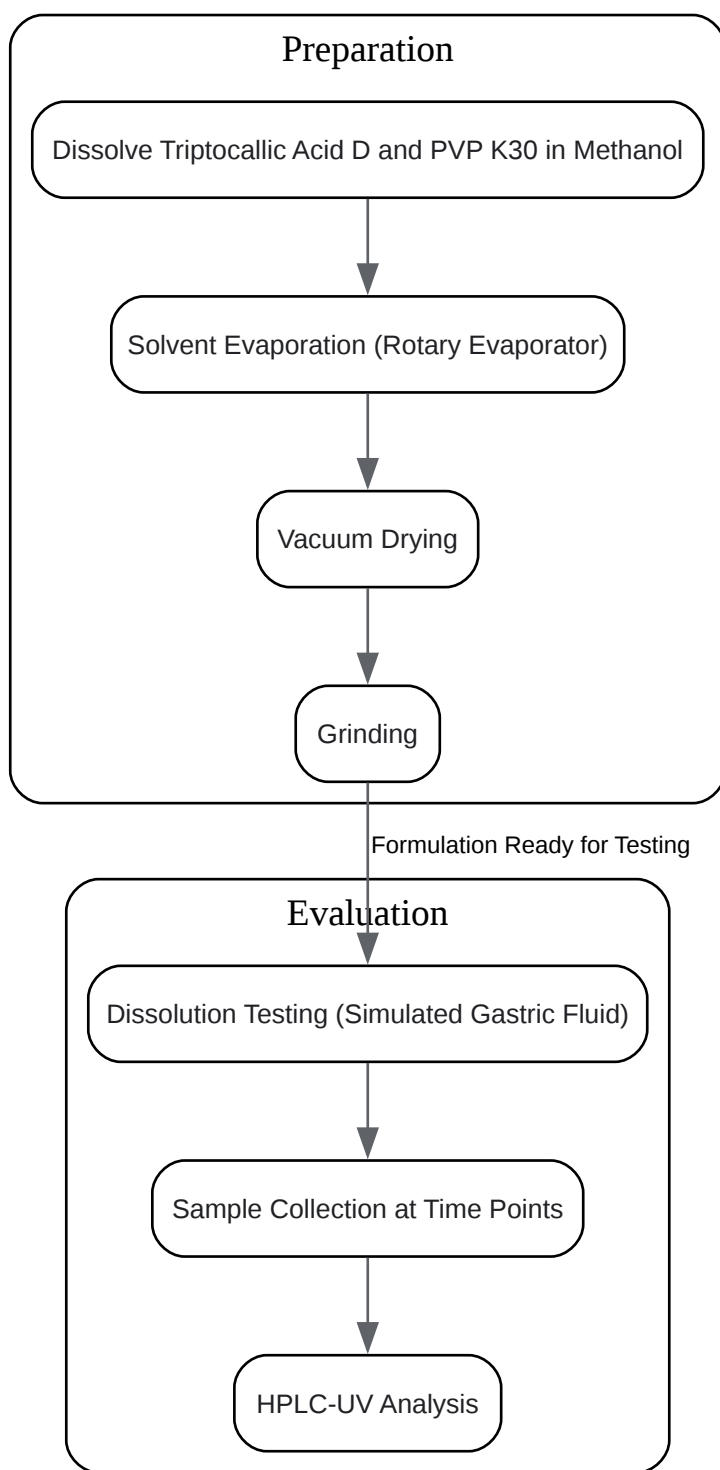 Preparation
Dissolve Triptocallic Acid D and PVP K30 in Methanol
Solvent Evaporation (Rotary Evaporator)
Vacuum Drying
Grinding
Formulation Ready for Testing
Evaluation
Dissolution Testing (Simulated Gastric Fluid)
Sample Collection at Time Points
HPLC-UV Analysis